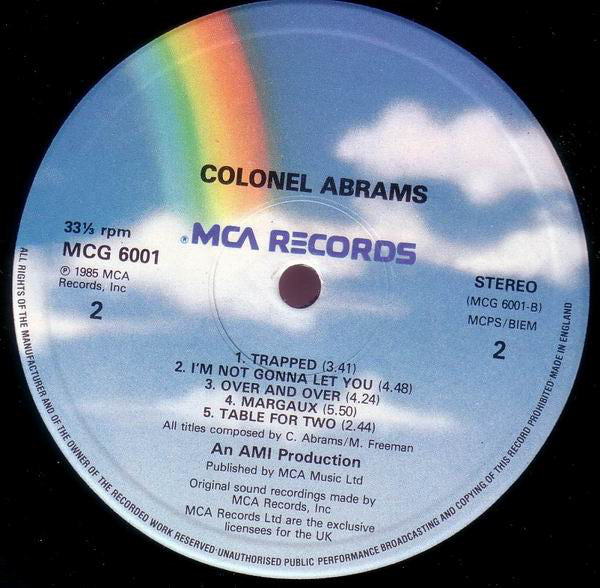 COLONEL ABRAMS
®MCA RECORDS
33⅓ rpm
MCG 6001
℗ 1985 MCA
Records, Inc
2
STEREO
(MCG 6001-B)
MCPS/BIEM
2
1. TRAPPED (3.41)
2. I'M NOT GONNA LET YOU (4.48)
3. OVER AND OVER (4.24)
4. MARGAUX (5.50)
5. TABLE FOR TWO (2.44)
All titles composed by C. Abrams/M. Freeman
An AMI Production
Published by MCA Music Ltd
Original sound recordings made by
MCA Records, Inc
MCA Records Ltd are the exclusive
licensees for the UK
ALL RIGHTS OF THE MANUFACTURER AND OF THE OWNER OF THE RECORDED WORK RESERVED·UNAUTHORISED PUBLIC PERFORMANCE BROADCASTING AND COPYING OF THIS RECORD PROHIBITED·MADE IN ENGLAND